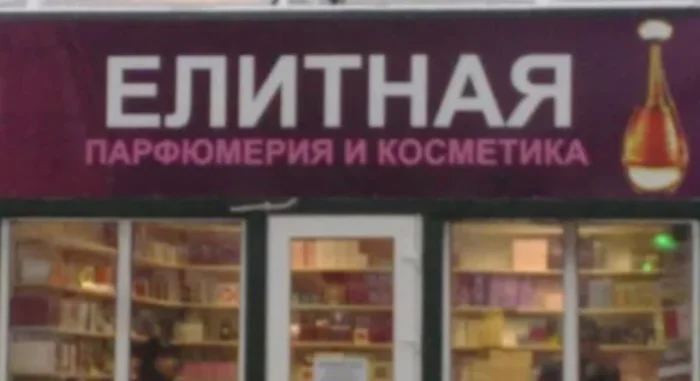 ЕЛИТНАЯ
ПАРФЮМЕРИЯ И КОСМЕТИКА